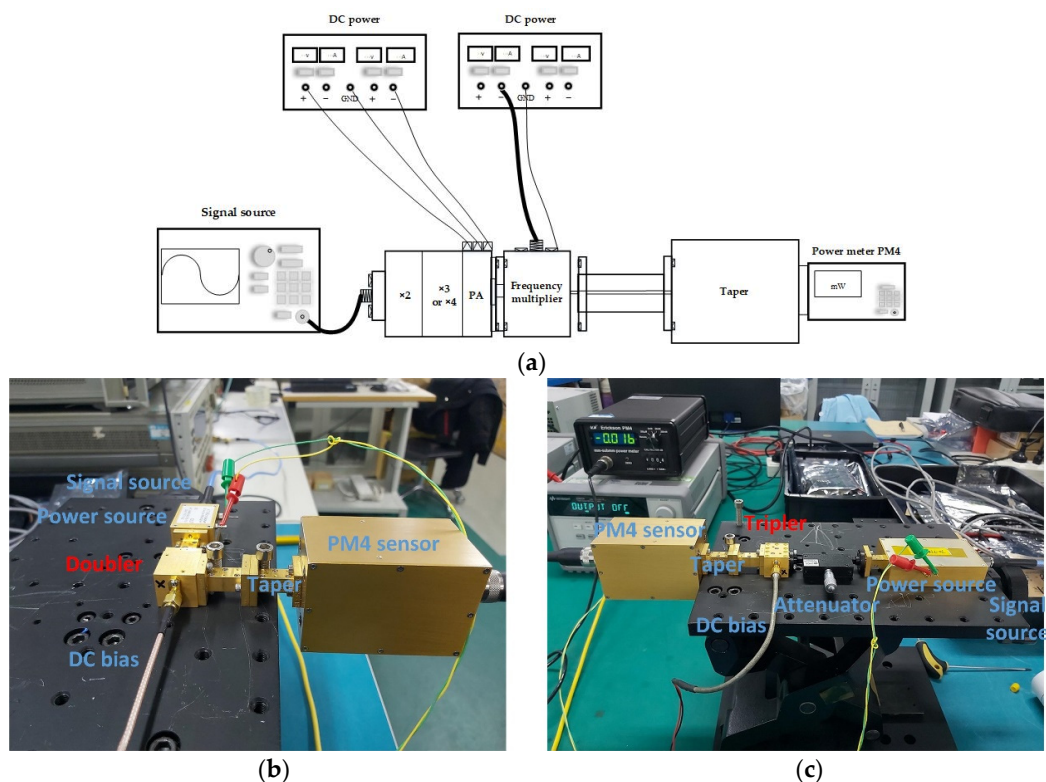 DC power
DC power
V A V A
V A V A
+ − GND + −
+ − GND + −
Signal source
×2
×3
or ×4
PA
Frequency
multiplier
Taper
Power meter PM4
mW
(a)
Signal source
Power source
Doubler
PM4 sensor
Taper
DC bias
(b)
Erickson PM4
-0.016
OUTPUT OFF
PM4 sensor
Tripler
Taper
Power source
Attenuator
DC bias
Signal
source
(c)